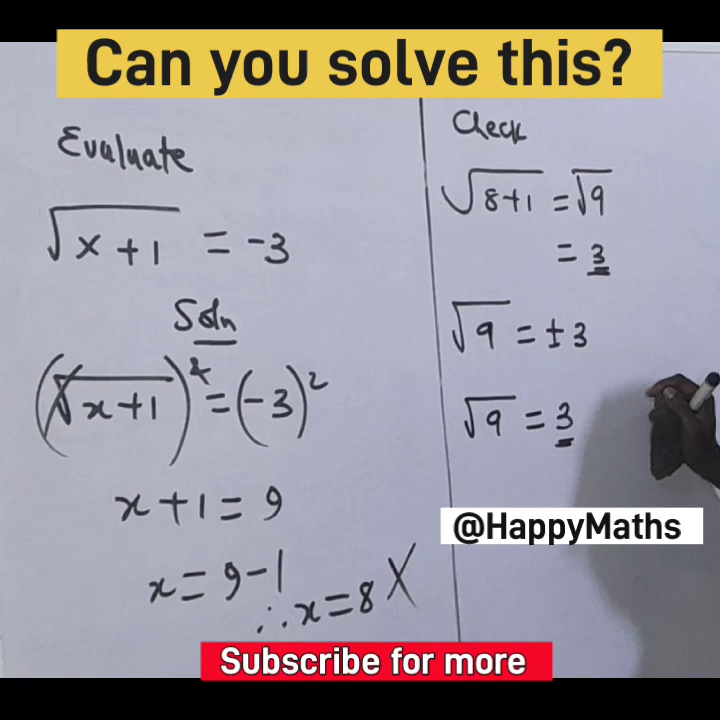 Can you solve this?
Evaluate
√x+1 = -3
Soln
(√x+1)² = (-3)²
x+1 = 9
x = 9-1
∴ x = 8 X
Check
√8+1 = √9
= 3
√9 = ±3
√9 = 3
@HappyMaths
Subscribe for more